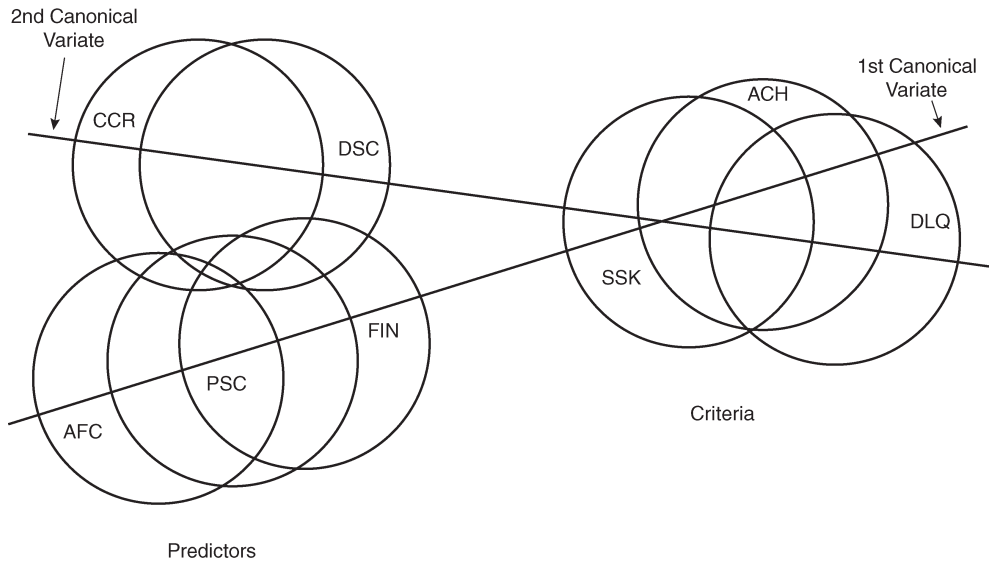 2nd Canonical
Variate
1st Canonical
Variate
CCR
DSC
ACH
DLQ
SSK
FIN
PSC
AFC
Criteria
Predictors